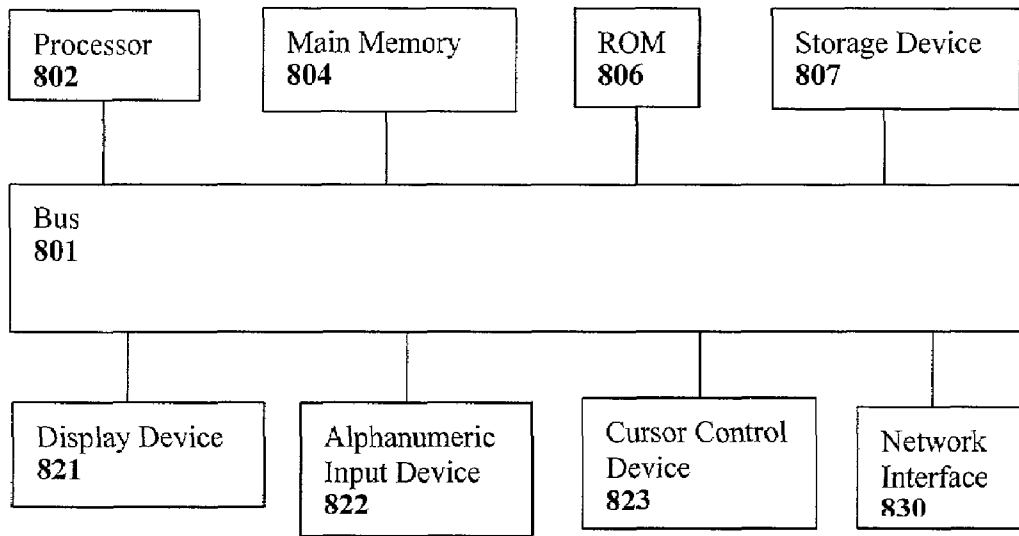 Processor
802
Main Memory
804
ROM
806
Storage Device
807
Bus
801
Display Device
821
Alphanumeric
Input Device
822
Cursor Control
Device
823
Network
Interface
830